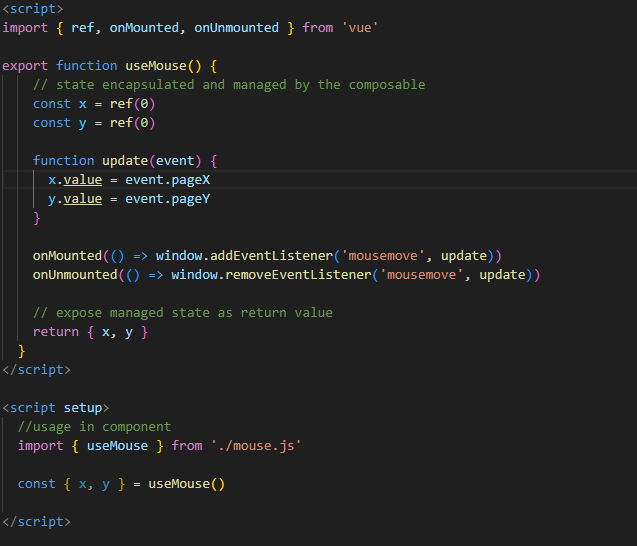 <script>
import { ref, onMounted, onUnmounted } from 'vue'
export function useMouse() {
// state encapsulated and managed by the composable
const x = ref(0)
const y = ref(0)
function update(event) {
x.value = event.pageX
y.value = event.pageY
}
onMounted(() => window.addEventListener('mousemove', update))
onUnmounted(() => window.removeEventListener('mousemove', update))
// expose managed state as return value
return { x, y }
}
</script>
<script setup>
//usage in component
import { useMouse } from './mouse.js'
const { x, y } = useMouse()
</script>